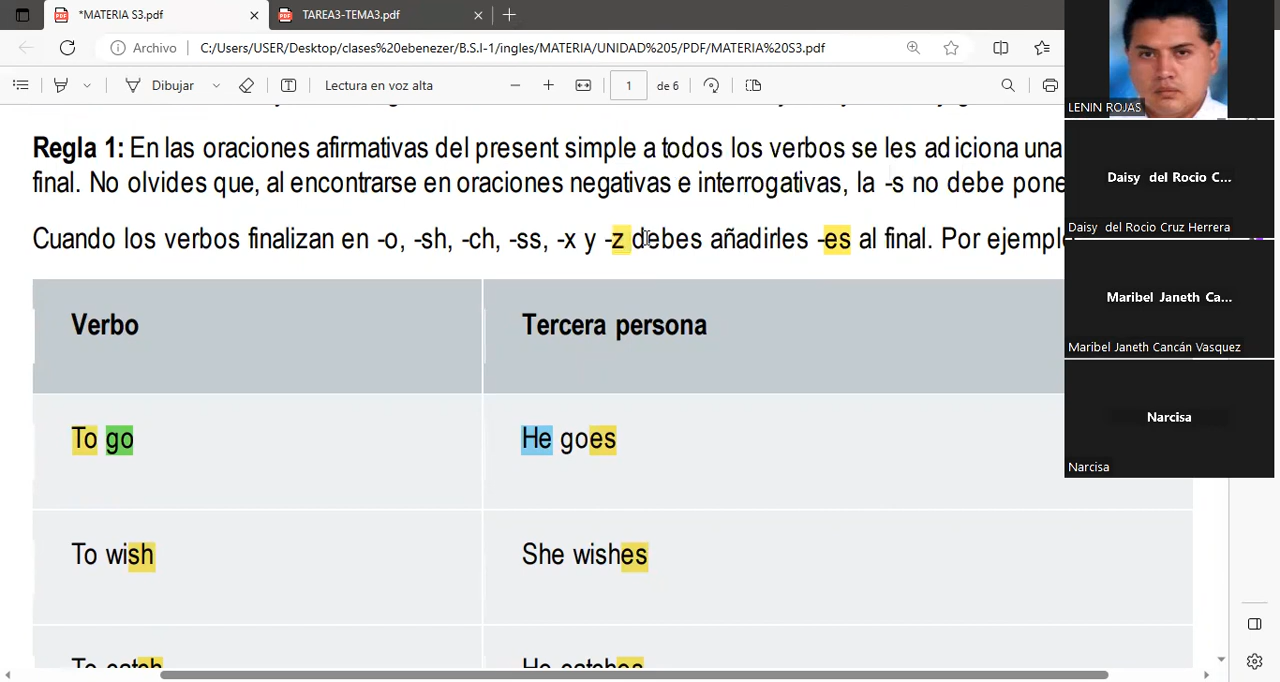 *MATERIA S3.pdf
TAREA3-TEMA3.pdf
Archivo
C:/Users/USER/Desktop/clases%20ebenezer/B.S.I-1/ingles/MATERIA/UNIDAD%205/PDF/MATERIA%20S3.pdf
Dibujar
Lectura en voz alta
1
de 6
Regla 1: En las oraciones afirmativas del present simple a todos los verbos se les adiciona una
final. No olvides que, al encontrarse en oraciones negativas e interrogativas, la -s no debe pone
Cuando los verbos finalizan en -o, -sh, -ch, -ss, -x y -z debes añadirles -es al final. Por ejemplo
Verbo
Tercera persona
To go
He goes
To wish
She wishes
To catch
He catches
LENIN ROJAS
Daisy del Rocio C...
Daisy del Rocio Cruz Herrera
Maribel Janeth Ca...
Maribel Janeth Cancán Vasquez
Narcisa
Narcisa